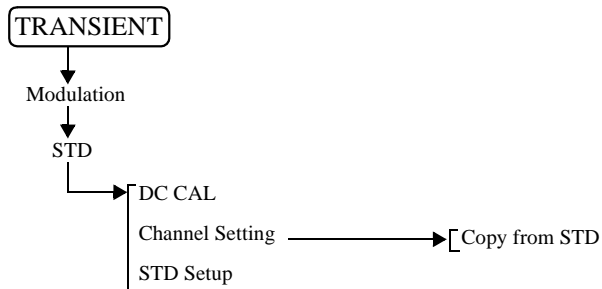 TRANSIENT
Modulation
STD
DC CAL
Channel Setting
Copy from STD
STD Setup